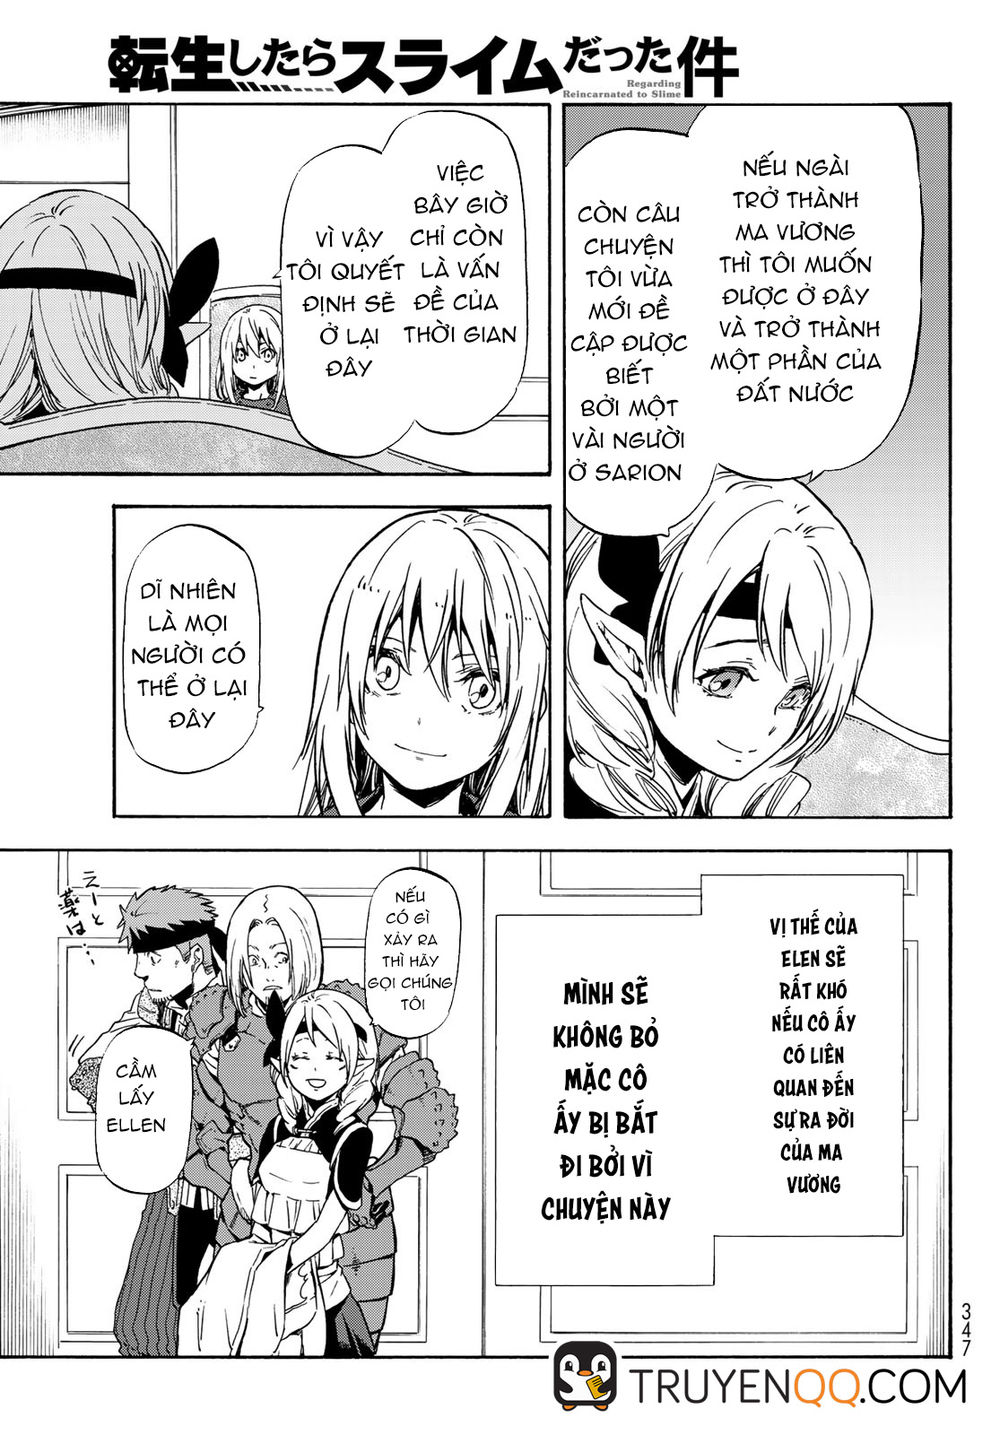 転生したらスライムだった件
Regarding
Reincarnated to Slime
NẾU NGÀI
TRỞ THÀNH
MA VƯƠNG
THÌ TÔI MUỐN
ĐƯỢC Ở ĐÂY
VÀ TRỞ THÀNH
MỘT PHẦN CỦA
ĐẤT NƯỚC
CÒN CÂU
CHUYỆN
TÔI VỪA
MỚI ĐỀ
CẬP ĐƯỢC
BIẾT
BỞI MỘT
VÀI NGƯỜI
Ở SARION
VIỆC
BÂY GIỜ
CHỈ CÒN
LÀ VẤN
ĐỀ CỦA
THỜI GIAN
VÌ VẬY
TÔI QUYẾT
ĐỊNH SẼ
Ở LẠI
ĐÂY
DĨ NHIÊN
LÀ MỌI
NGƯỜI CÓ
THỂ Ở LẠI
ĐÂY
VỊ THẾ CỦA
ELEN SẼ
RẤT KHÓ
NẾU CÔ ẤY
CÓ LIÊN
QUAN ĐẾN
SỰ RA ĐỜI
CỦA MA
VƯƠNG
MÌNH SẼ
KHÔNG BỎ
MẶC CÔ
ẤY BỊ BẮT
ĐI BỞI VÌ
CHUYỆN NÀY
NẾU
CÓ GÌ
XẢY RA
THÌ HÃY
GỌI CHÚNG
TÔI
えーと
薬は…
CẦM
LẤY
ELLEN
347
TRUYENQQ.COM